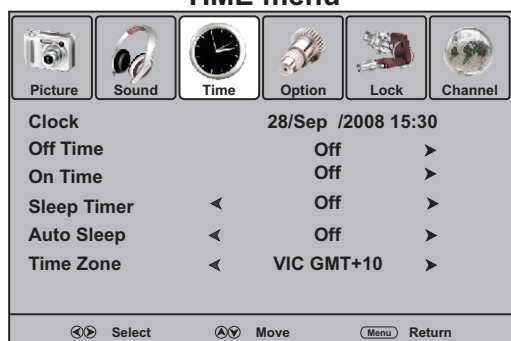 TIME menu
Picture Sound Time Option Lock Channel
Clock 28/Sep /2008 15:30
Off Time Off
On Time Off
Sleep Timer Off
Auto Sleep Off
Time Zone VIC GMT+10
Select Move Menu Return